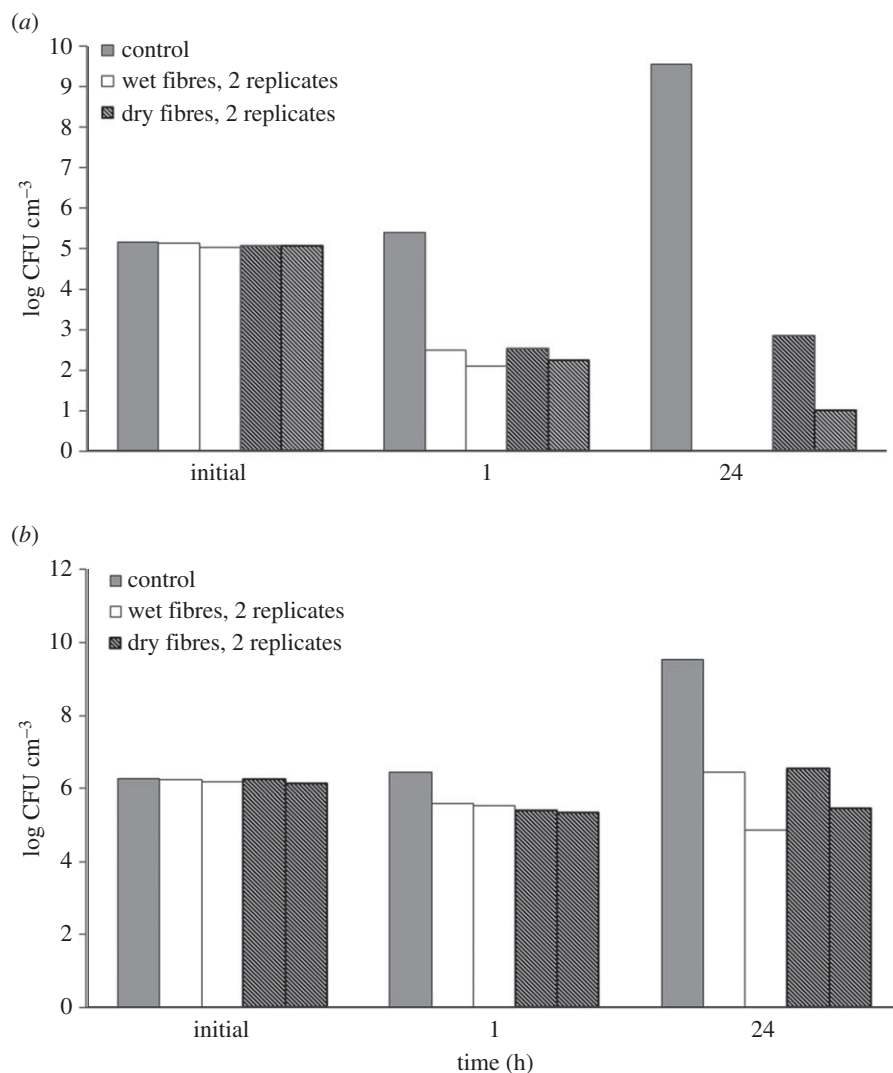 (a)
10
9
8
7
6
5
4
3
2
1
0
log CFU cm⁻³
control
wet fibres, 2 replicates
dry fibres, 2 replicates
initial 1 24
(b)
12
10
8
6
4
2
0
log CFU cm⁻³
control
wet fibres, 2 replicates
dry fibres, 2 replicates
initial 1 24
time (h)